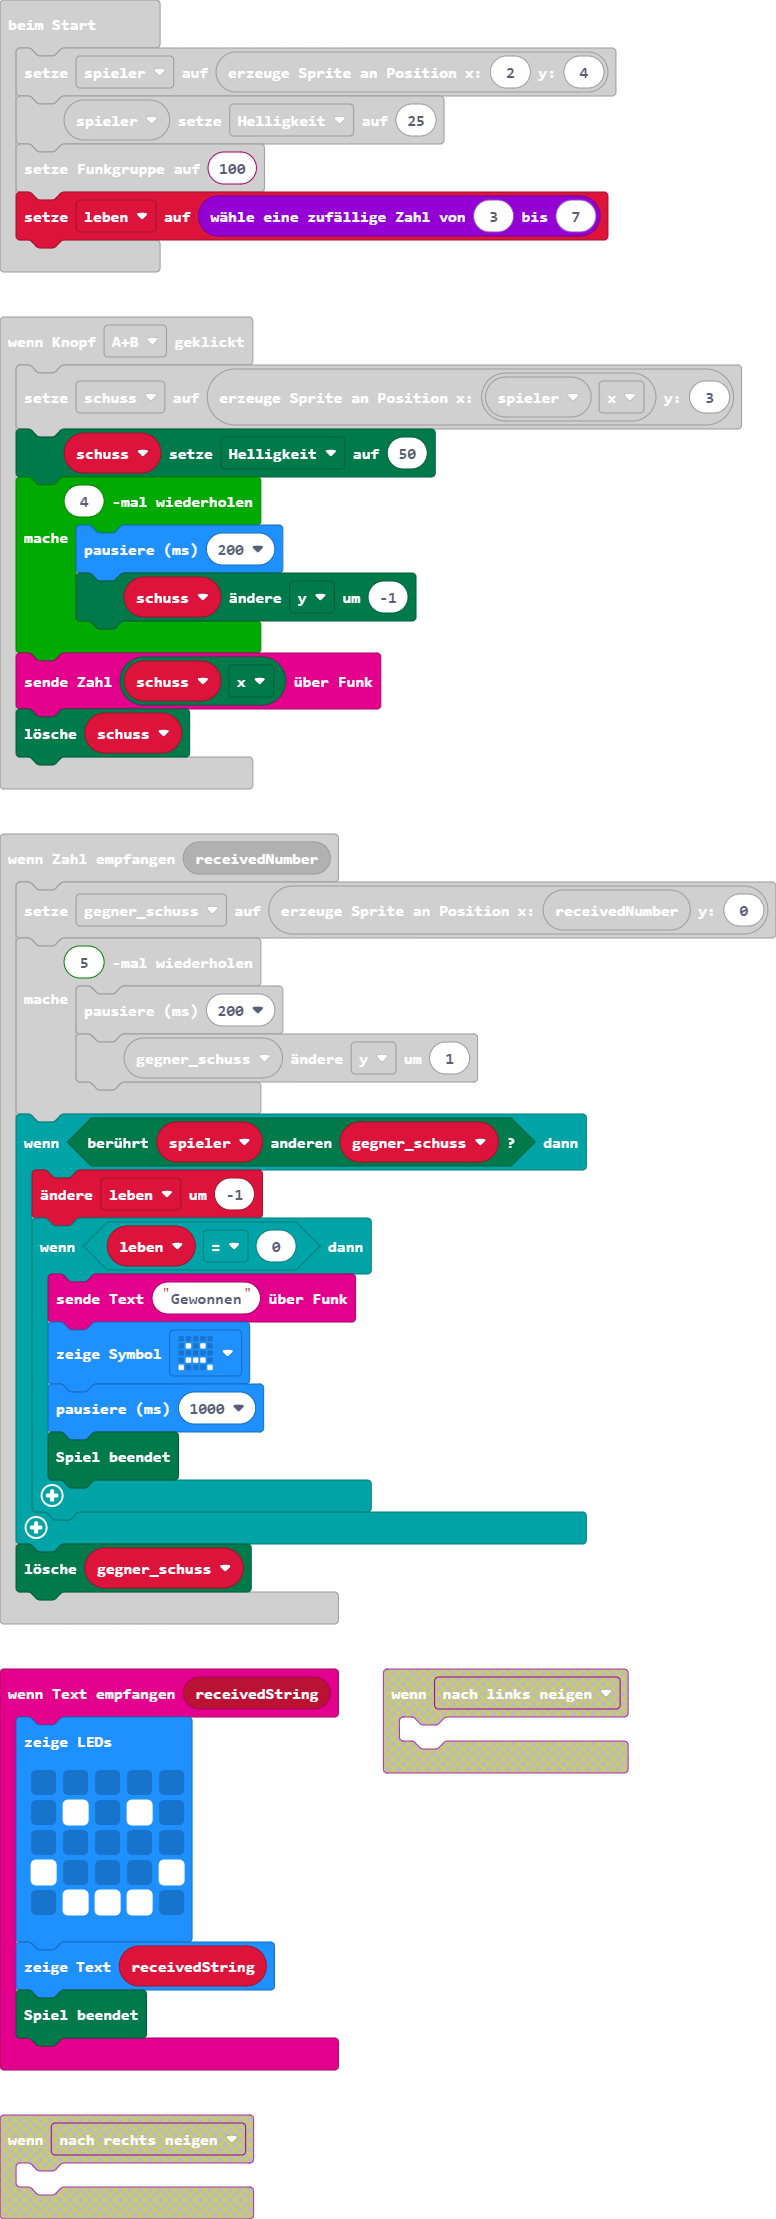 beim Start
setze spieler auf erzeuge Sprite an Position x: 2 y: 4
spieler setze Helligkeit auf 25
setze Funkgruppe auf 100
setze leben auf wähle eine zufällige Zahl von 3 bis 7
wenn Knopf A+B geklickt
setze schuss auf erzeuge Sprite an Position x: spieler x y: 3
schuss setze Helligkeit auf 50
4 -mal wiederholen
mache
pausiere (ms) 200
schuss ändere y um -1
sende Zahl schuss x über Funk
lösche schuss
wenn Zahl empfangen receivedNumber
setze gegner_schuss auf erzeuge Sprite an Position x: receivedNumber y: 0
5 -mal wiederholen
mache
pausiere (ms) 200
gegner_schuss ändere y um 1
wenn berührt spieler anderen gegner_schuss ? dann
ändere leben um -1
wenn leben = 0 dann
sende Text "Gewonnen" über Funk
zeige Symbol
pausiere (ms) 1000
Spiel beendet
lösche gegner_schuss
wenn Text empfangen receivedString
zeige LEDs
zeige Text receivedString
Spiel beendet
wenn nach links neigen
wenn nach rechts neigen